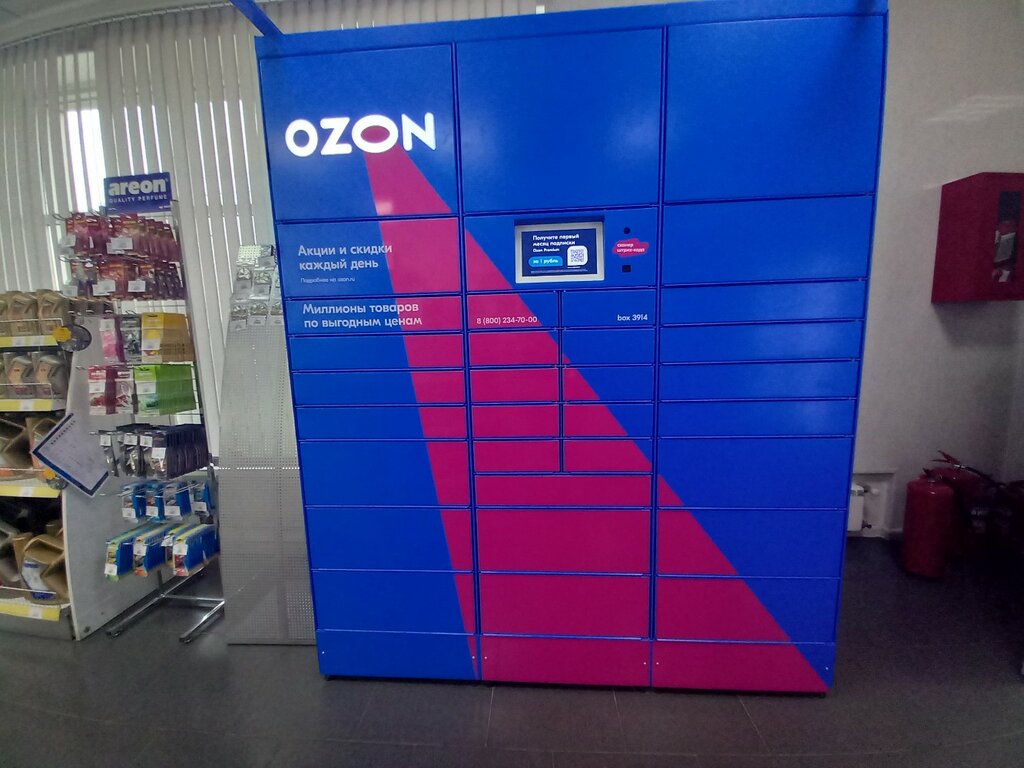 OZON
areon
QUALITY PERFUME
Акции и скидки
каждый день
Подробнее на ozon.ru
Миллионы товаров
по выгодным ценам
Получите первый
месяц подписки
Ozon Premium
за 1 рубль
сканер
штрих-кода
8 (800) 234-70-00
box 3914